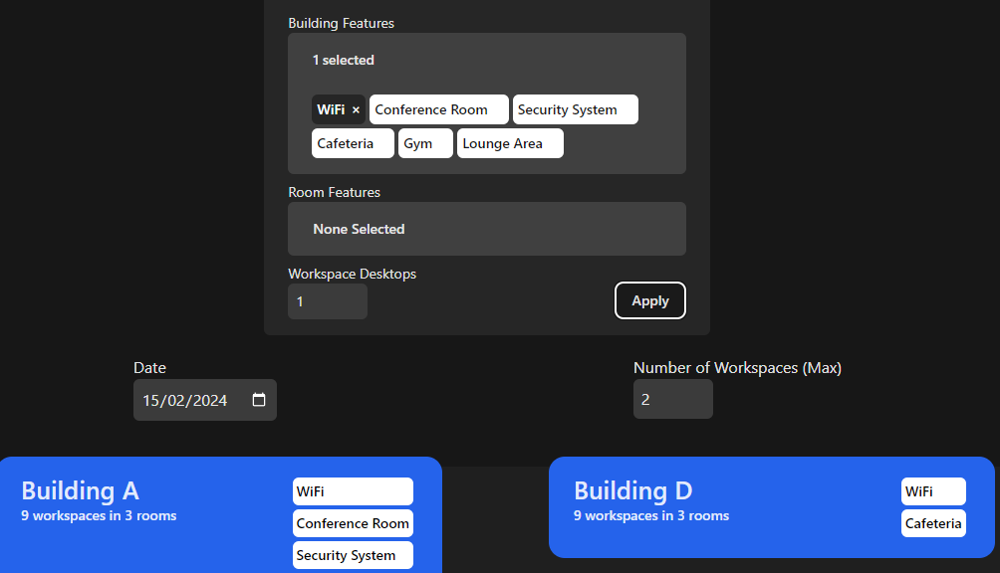 Building Features
1 selected
WiFi × Conference Room Security System
Cafeteria Gym Lounge Area
Room Features
None Selected
Workspace Desktops
1 Apply
Date Number of Workspaces (Max)
15/02/2024 2
Building A
9 workspaces in 3 rooms
WiFi
Conference Room
Security System
Building D
9 workspaces in 3 rooms
WiFi
Cafeteria